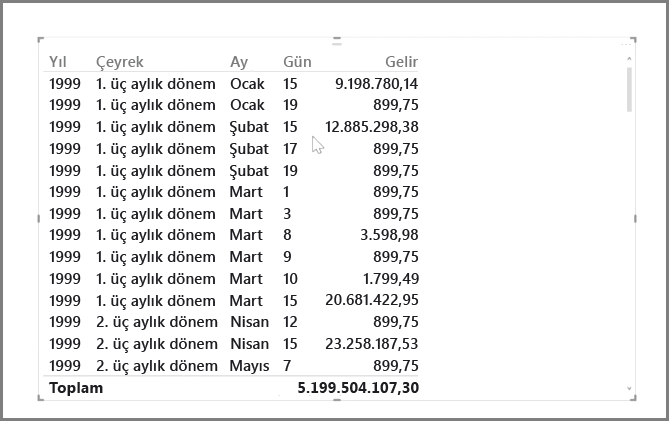 Yıl Çeyrek Ay Gün Gelir
1999 1. üç aylık dönem Ocak 15 9.198.780,14
1999 1. üç aylık dönem Ocak 19 899,75
1999 1. üç aylık dönem Şubat 15 12.885.298,38
1999 1. üç aylık dönem Şubat 17 899,75
1999 1. üç aylık dönem Şubat 19 899,75
1999 1. üç aylık dönem Mart 1 899,75
1999 1. üç aylık dönem Mart 3 899,75
1999 1. üç aylık dönem Mart 8 3.598,98
1999 1. üç aylık dönem Mart 9 899,75
1999 1. üç aylık dönem Mart 10 1.799,49
1999 1. üç aylık dönem Mart 15 20.681.422,95
1999 2. üç aylık dönem Nisan 12 899,75
1999 2. üç aylık dönem Nisan 15 23.258.187,53
1999 2. üç aylık dönem Mayıs 7 899,75
Toplam 5.199.504.107,30